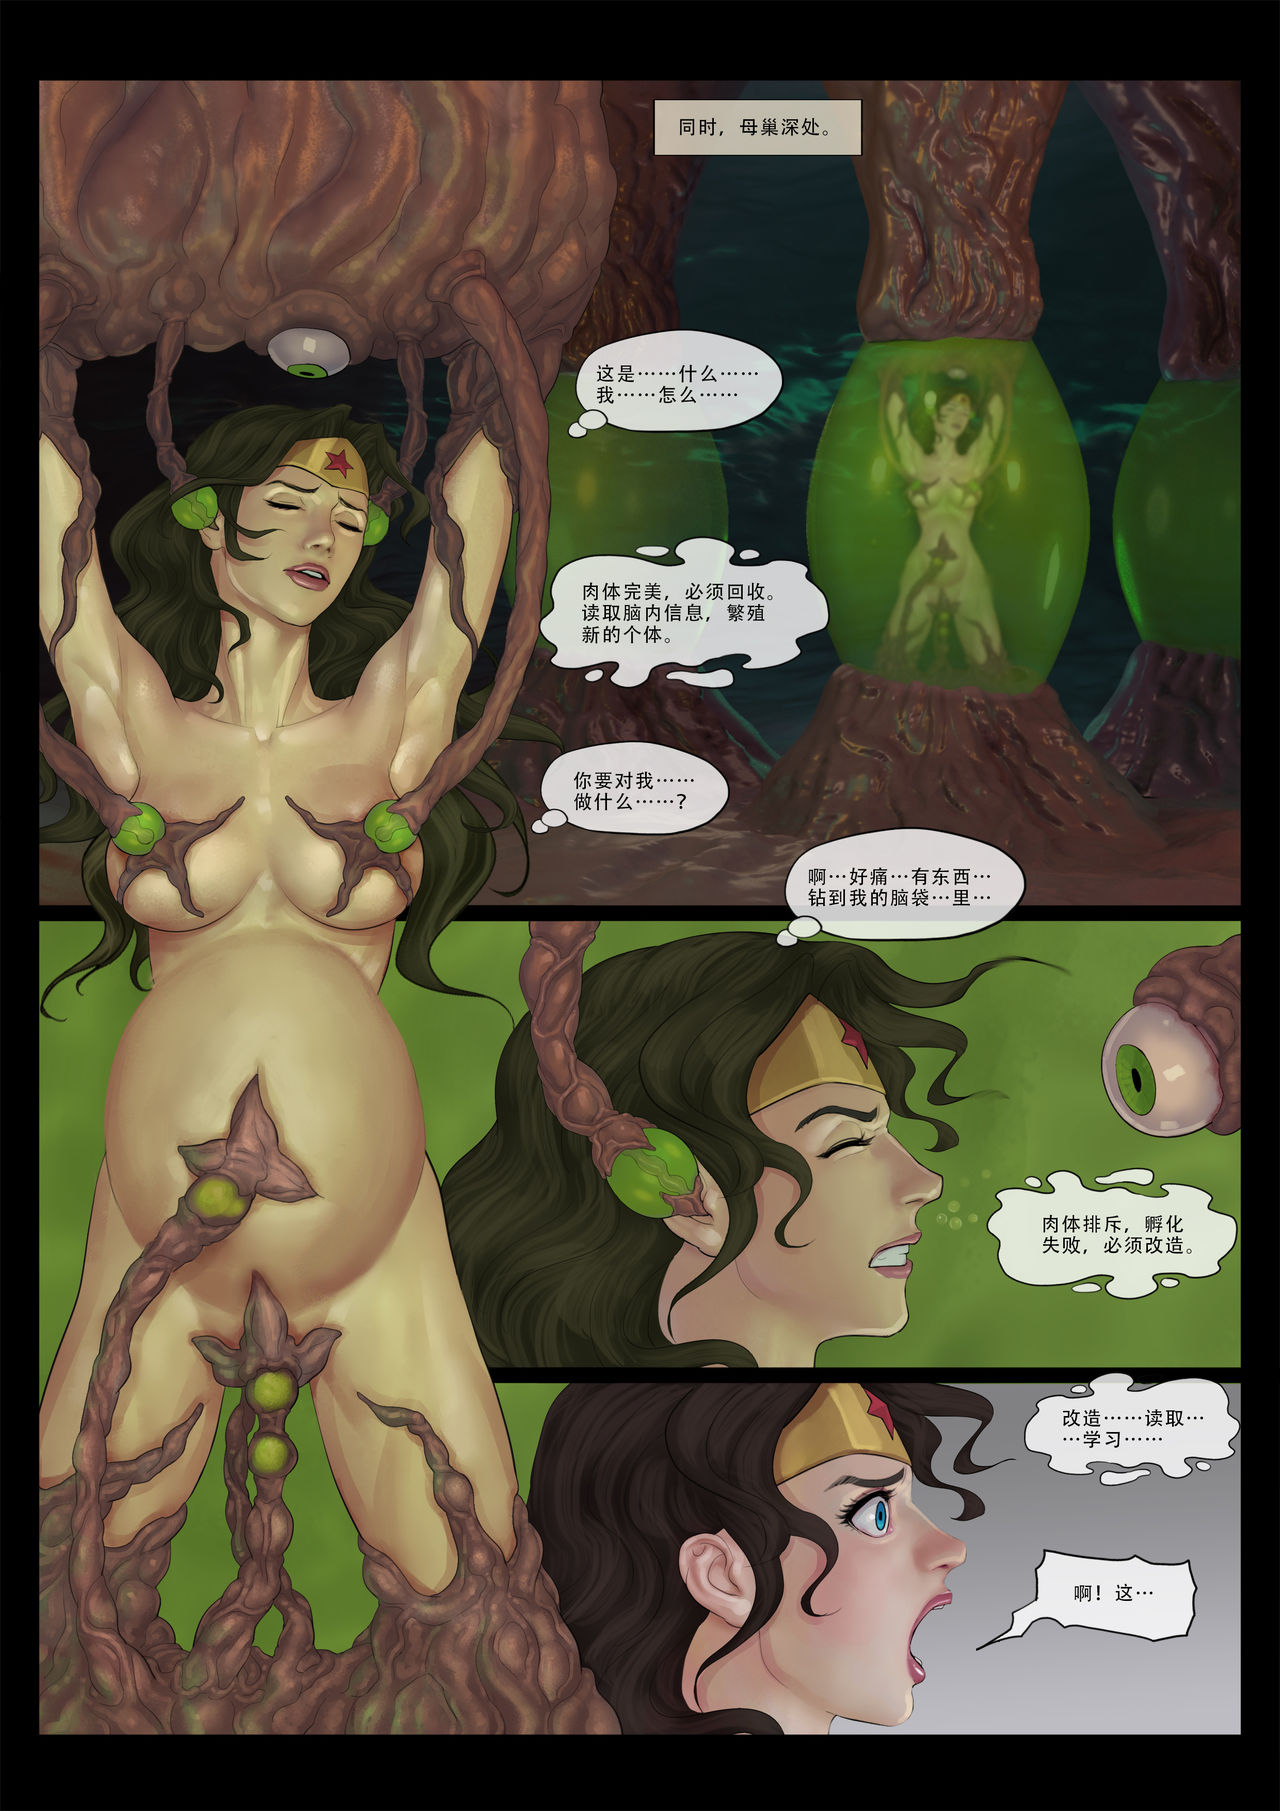 同时，母巢深处。
这是……什么……
我……怎么……
肉体完美，必须回收。
读取脑内信息，繁殖
新的个体。
你要对我……
做什么……?
啊…好痛…有东西…
钻到我的脑袋…里…
肉体排斥，孵化
失败，必须改造。
改造……读取…
…学习……
啊！这…